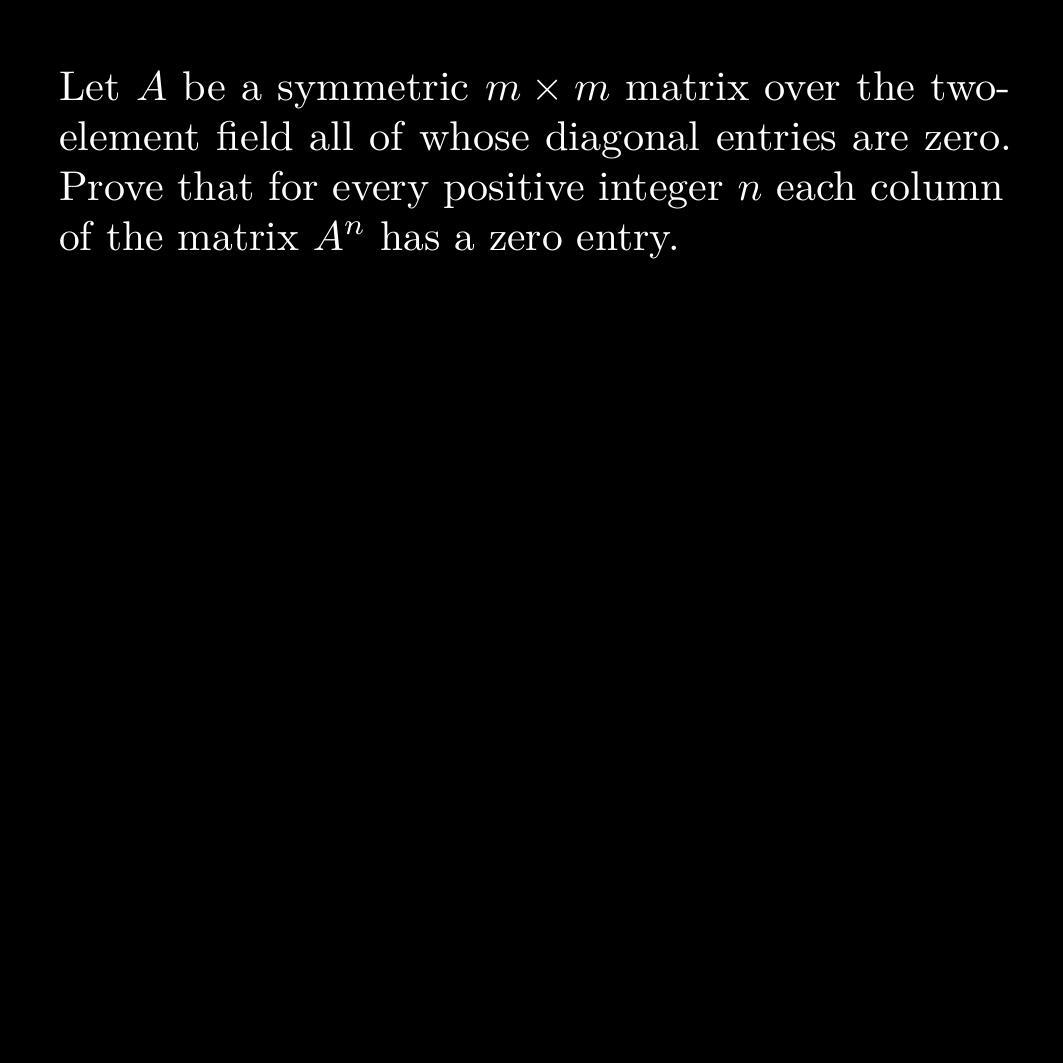 Let $A$ be a symmetric $m \times m$ matrix over the two-
element field all of whose diagonal entries are zero.
Prove that for every positive integer $n$ each column
of the matrix $A^n$ has a zero entry.